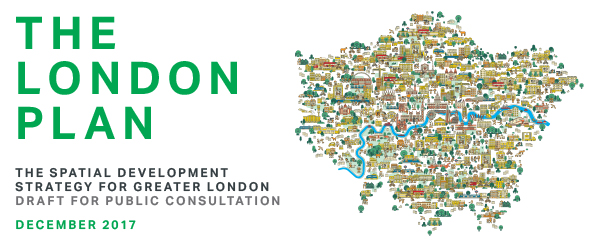 THE
LONDON
PLAN
THE SPATIAL DEVELOPMENT
STRATEGY FOR GREATER LONDON
DRAFT FOR PUBLIC CONSULTATION
DECEMBER 2017